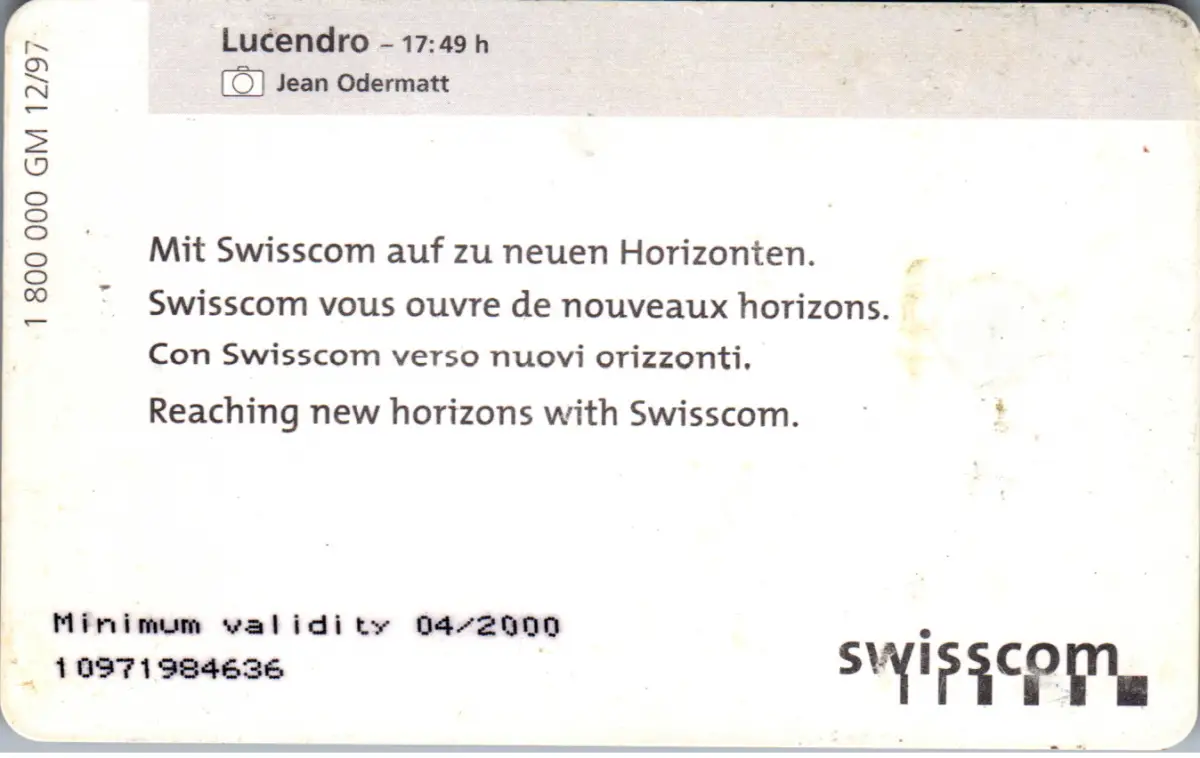 Lucendro – 17:49 h
Jean Odermatt
1 800 000 GM 12/97
Mit Swisscom auf zu neuen Horizonten.
Swisscom vous ouvre de nouveaux horizons.
Con Swisscom verso nuovi orizzonti.
Reaching new horizons with Swisscom.
Minimum validity 04/2000
10971984636
swisscom